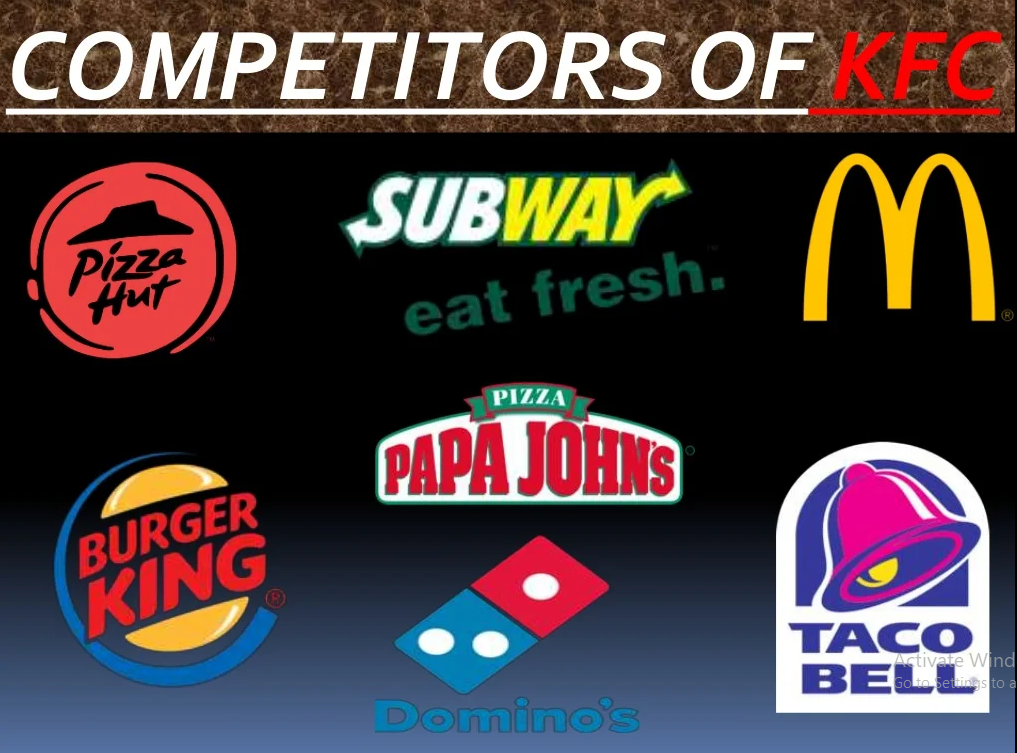 COMPETITORS OF KFC
Pizza
Hut
SUBWAY
eat fresh.
®
PIZZA
PAPA JOHN'S
BURGER
KING
®
Domino's
TACO
BELL
Activate Wind
Go to Settings to a